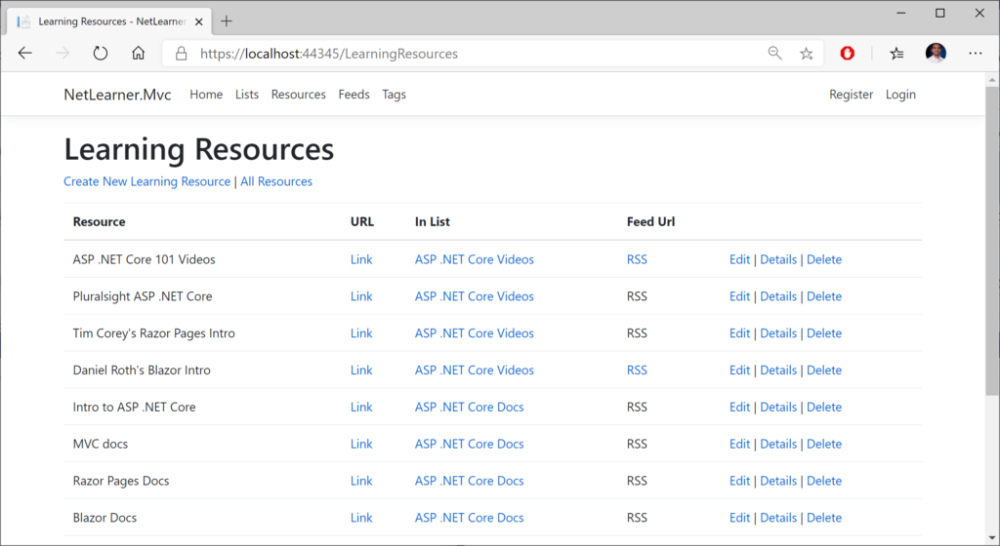 Learning Resources - NetLearner
https://localhost:44345/LearningResources
NetLearner.Mvc Home Lists Resources Feeds Tags Register Login
Learning Resources
Create New Learning Resource | All Resources
Resource URL In List Feed Url
ASP .NET Core 101 Videos Link ASP .NET Core Videos RSS Edit | Details | Delete
Pluralsight ASP .NET Core Link ASP .NET Core Videos RSS Edit | Details | Delete
Tim Corey's Razor Pages Intro Link ASP .NET Core Videos RSS Edit | Details | Delete
Daniel Roth's Blazor Intro Link ASP .NET Core Videos RSS Edit | Details | Delete
Intro to ASP .NET Core Link ASP .NET Core Docs RSS Edit | Details | Delete
MVC docs Link ASP .NET Core Docs RSS Edit | Details | Delete
Razor Pages Docs Link ASP .NET Core Docs RSS Edit | Details | Delete
Blazor Docs Link ASP .NET Core Docs RSS Edit | Details | Delete